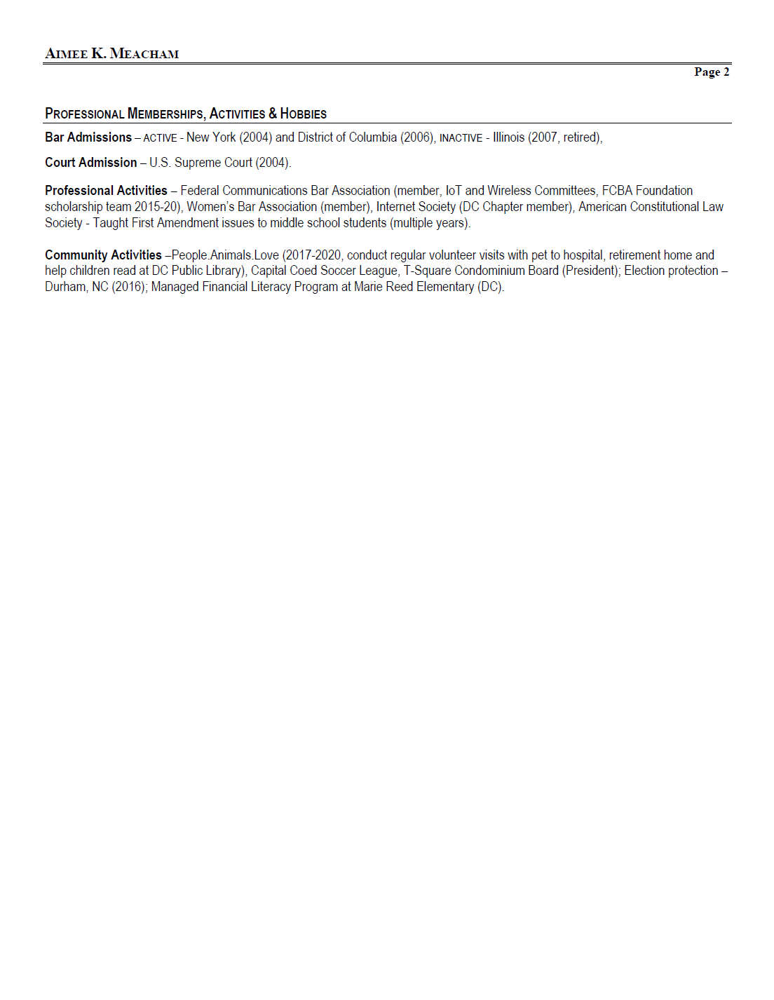 AIMEE K. MEACHAM
Page 2
PROFESSIONAL MEMBERSHIPS, ACTIVITIES & HOBBIES
Bar Admissions – ACTIVE - New York (2004) and District of Columbia (2006), INACTIVE - Illinois (2007, retired),
Court Admission – U.S. Supreme Court (2004).
Professional Activities – Federal Communications Bar Association (member, IoT and Wireless Committees, FCBA Foundation
scholarship team 2015-20), Women’s Bar Association (member), Internet Society (DC Chapter member), American Constitutional Law
Society - Taught First Amendment issues to middle school students (multiple years).
Community Activities –People.Animals.Love (2017-2020, conduct regular volunteer visits with pet to hospital, retirement home and
help children read at DC Public Library), Capital Coed Soccer League, T-Square Condominium Board (President); Election protection –
Durham, NC (2016); Managed Financial Literacy Program at Marie Reed Elementary (DC).